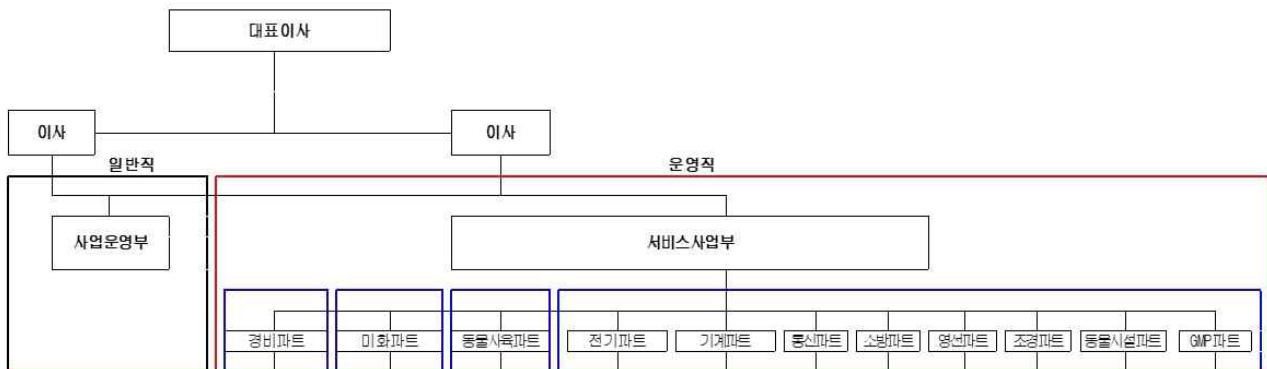 대표이사
이사
이사
일반직
운영직
사업운영부
서비스사업부
경비파트
미화파트
동물사육파트
전기파트
기계파트
통신파트
소방파트
영선파트
조경파트
동물시설파트
GMP파트